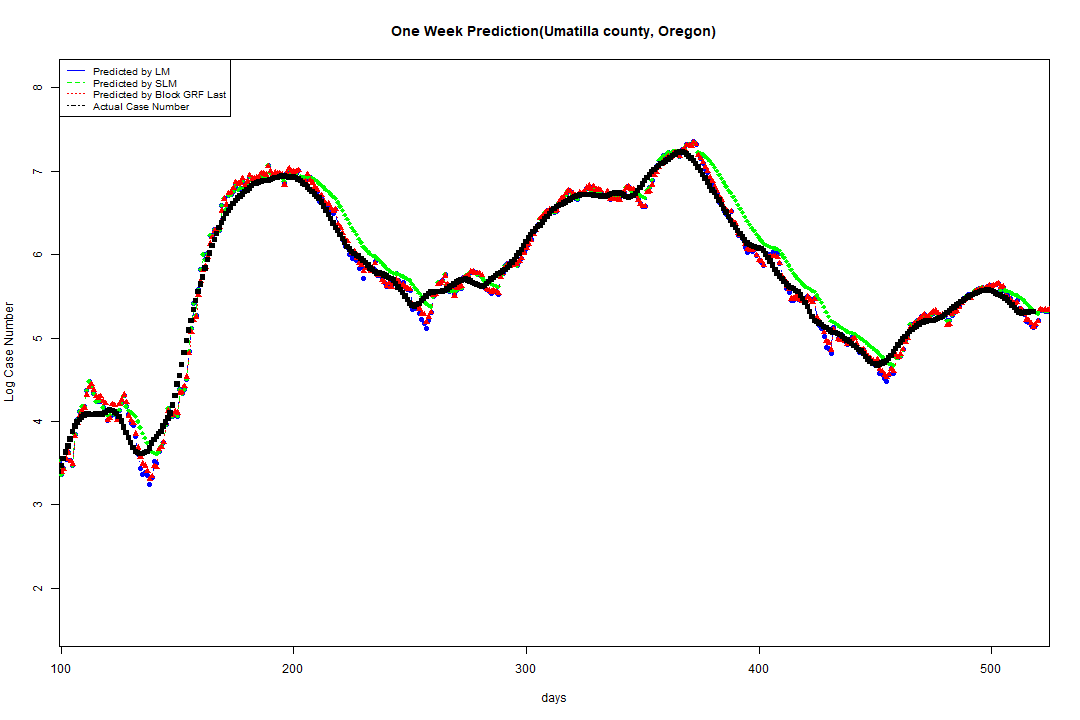 One Week Prediction(Umatilla county, Oregon)
Predicted by LM
Predicted by SLM
Predicted by Block GRF Last
Actual Case Number
8
7
6
5
4
3
2
Log Case Number
100 200 300 400 500
days